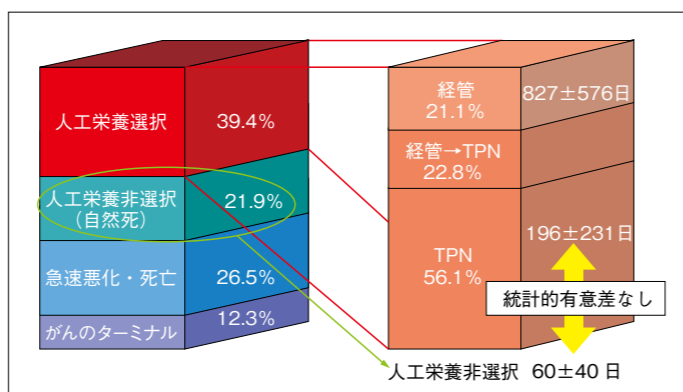 人工栄養選択
39.4%
人工栄養非選択
(自然死)
21.9%
急速悪化・死亡
26.5%
がんのターミナル
12.3%
経管
21.1%
827±576日
経管→TPN
22.8%
TPN
56.1%
196±231日
統計的有意差なし
人工栄養非選択 60±40 日